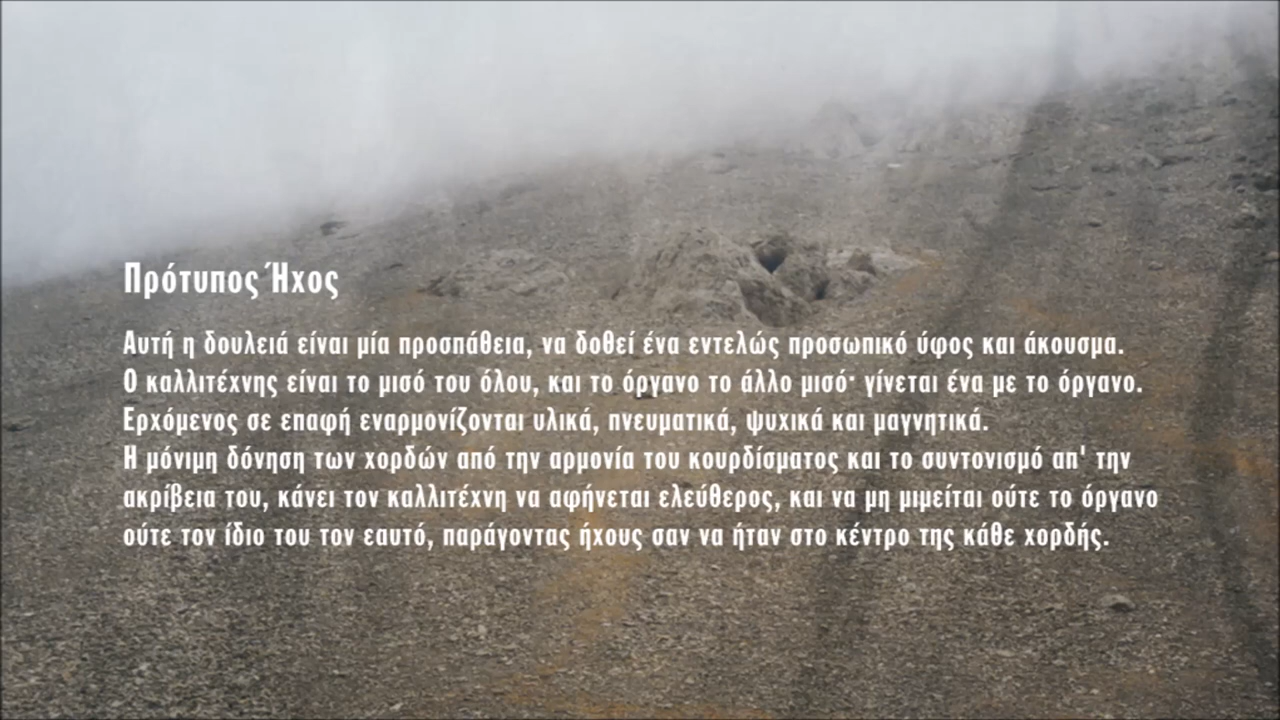 Πρότυπος Ήχος
Αυτή η δουλειά είναι μία προσπάθεια, να δοθεί ένα εντελώς προσωπικό ύφος και άκουσμα.
Ο καλλιτέχνης είναι το μισό του όλου, και το όργανο το άλλο μισό· γίνεται ένα με το όργανο.
Ερχόμενος σε επαφή εναρμονίζονται υλικά, πνευματικά, ψυχικά και μαγνητικά.
Η μόνιμη δόνηση των χορδών από την αρμονία του κουρδίσματος και το συντονισμό απ' την
ακρίβεια του, κάνει τον καλλιτέχνη να αφήνεται ελεύθερος, και να μη μιμείται ούτε το όργανο
ούτε τον ίδιο του τον εαυτό, παράγοντας ήχους σαν να ήταν στο κέντρο της κάθε χορδής.